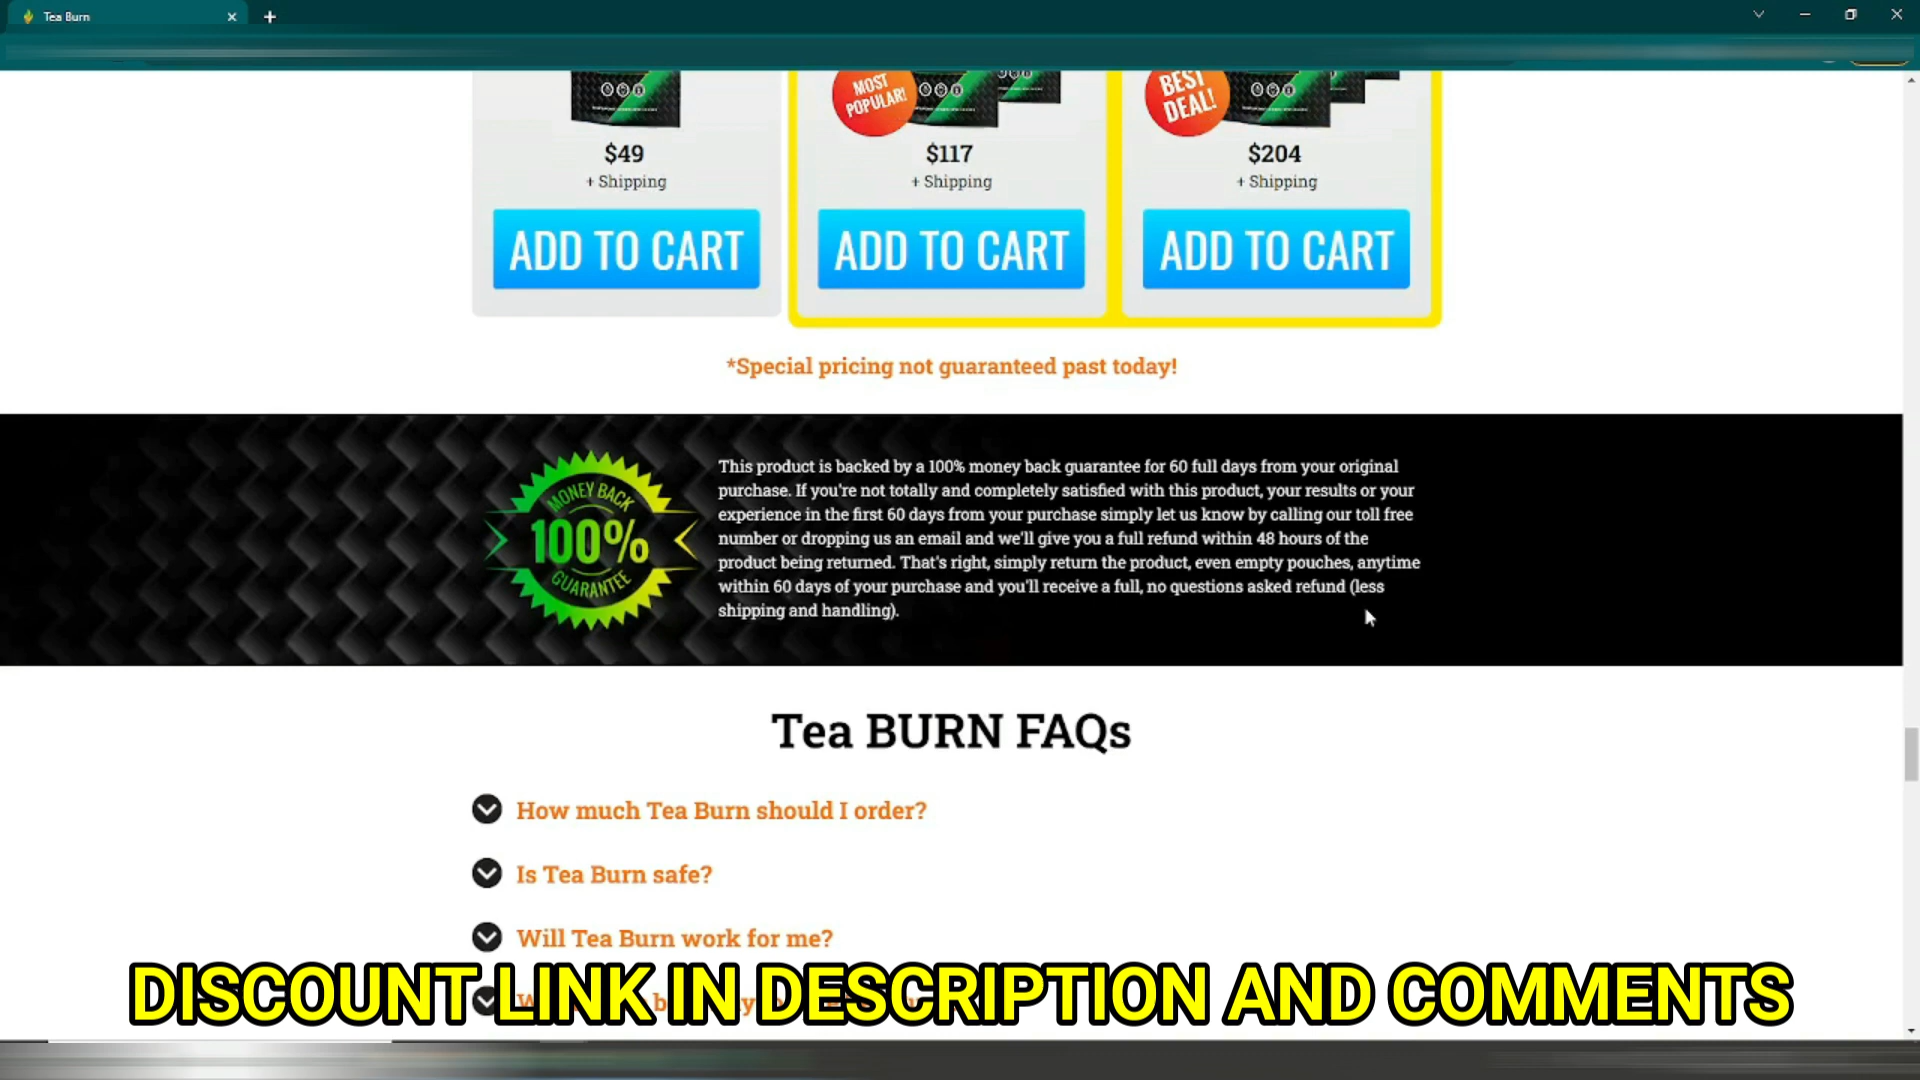 Tea Burn
MOST
POPULAR!
BEST
DEAL!
$49
+ Shipping
ADD TO CART
$117
+ Shipping
ADD TO CART
$204
+ Shipping
ADD TO CART
*Special pricing not guaranteed past today!
MONEY BACK
100%
GUARANTEE
This product is backed by a 100% money back guarantee for 60 full days from your original
purchase. If you're not totally and completely satisfied with this product, your results or your
experience in the first 60 days from your purchase simply let us know by calling our toll free
number or dropping us an email and we'll give you a full refund within 48 hours of the
product being returned. That's right, simply return the product, even empty pouches, anytime
within 60 days of your purchase and you'll receive a full, no questions asked refund (less
shipping and handling).
Tea BURN FAQs
How much Tea Burn should I order?
Is Tea Burn safe?
Will Tea Burn work for me?
DISCOUNT LINK IN DESCRIPTION AND COMMENTS